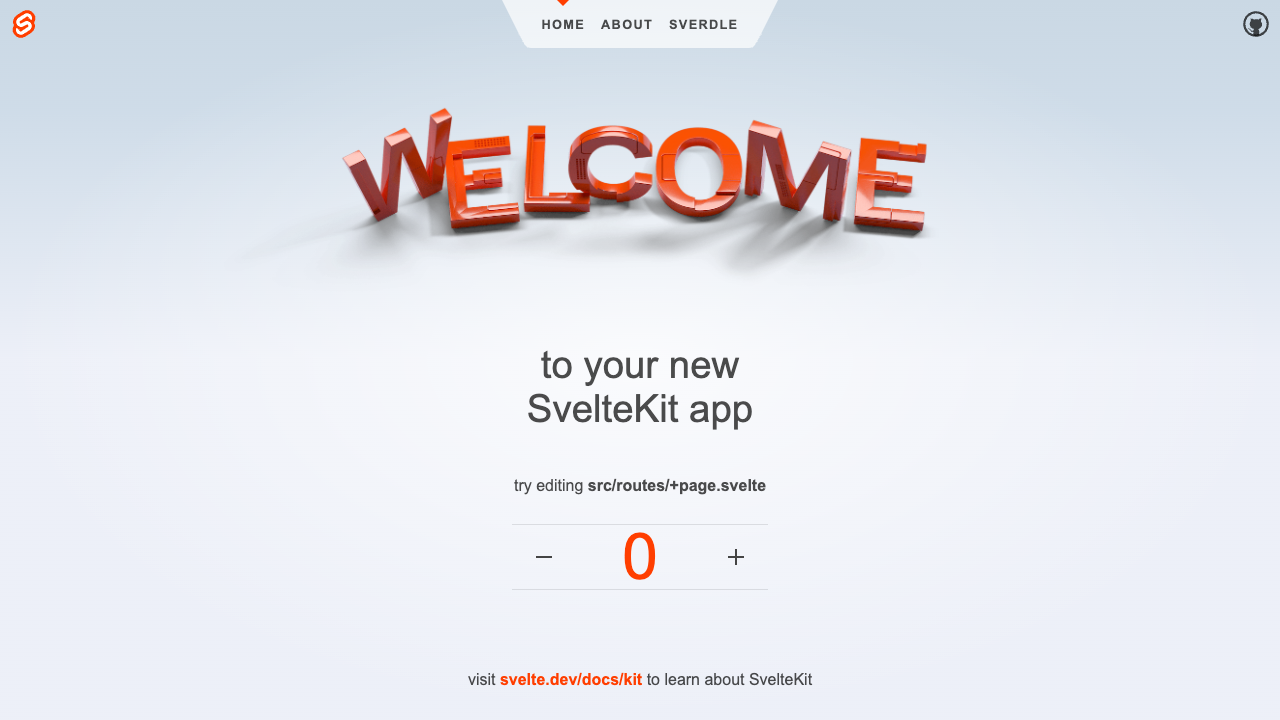 HOME ABOUT SVERDLE
WELCOME
to your new
SvelteKit app
try editing src/routes/+page.svelte
− 0 +
visit svelte.dev/docs/kit to learn about SvelteKit